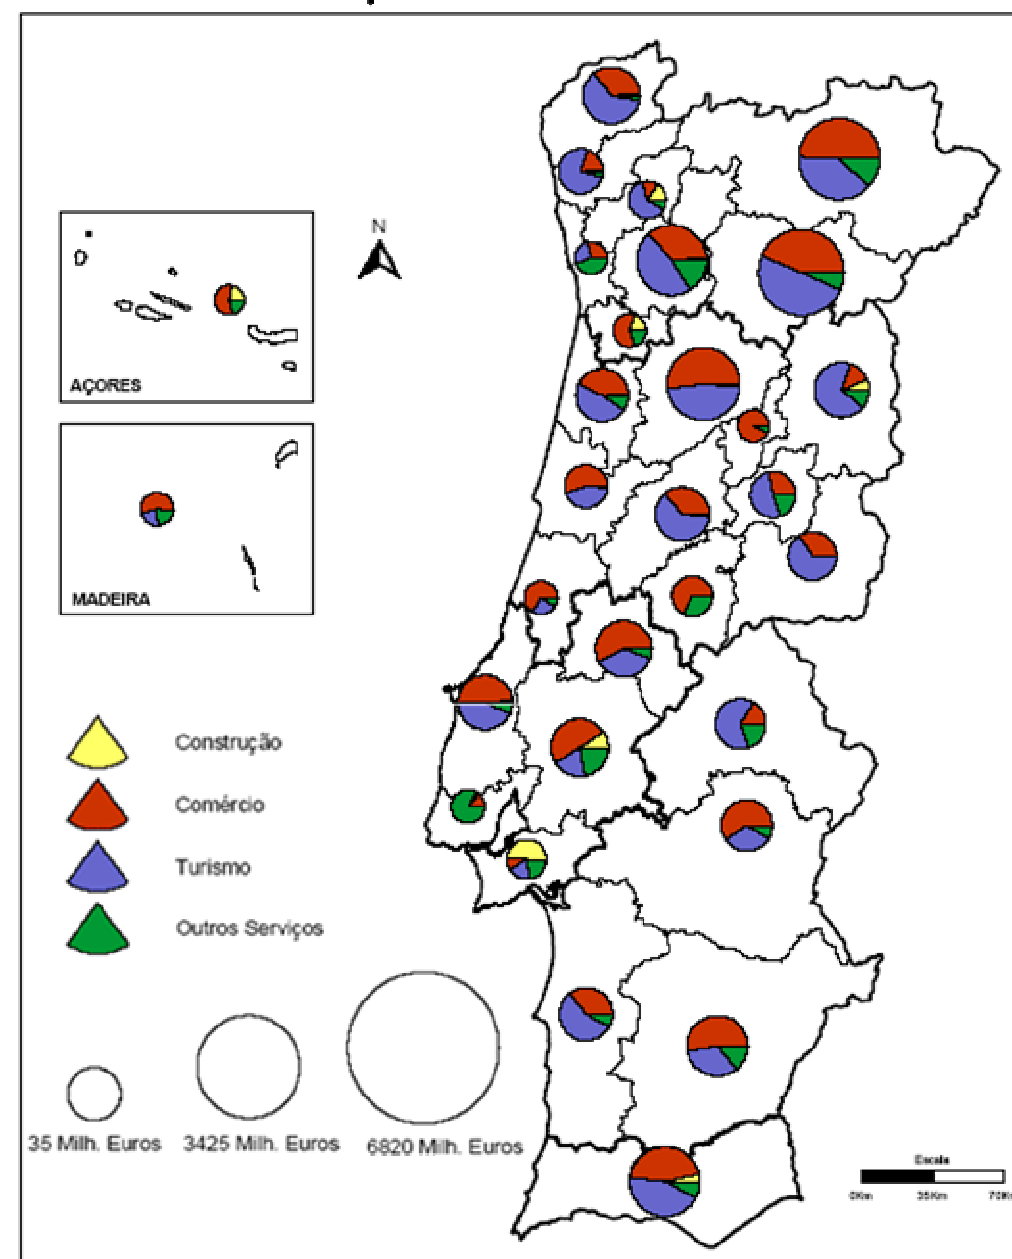 N
AÇORES
MADEIRA
Construção
Comércio
Turismo
Outros Serviços
35 Milh. Euros
3425 Milh. Euros
6820 Milh. Euros
Escala
0Km
35Km